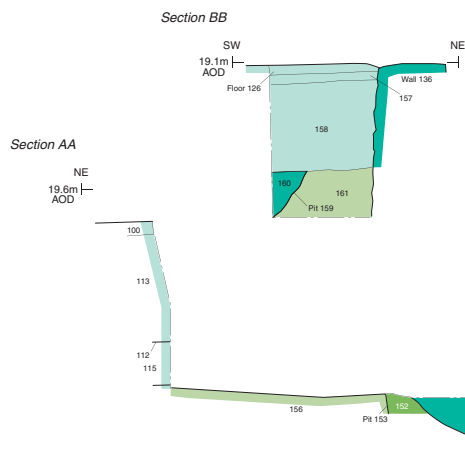 Section BB
SW
NE
19.1m
AOD
Floor 126
Wall 136
157
158
160
161
Pit 159
Section AA
NE
19.6m
AOD
100
113
112
115
156
Pit 153
152